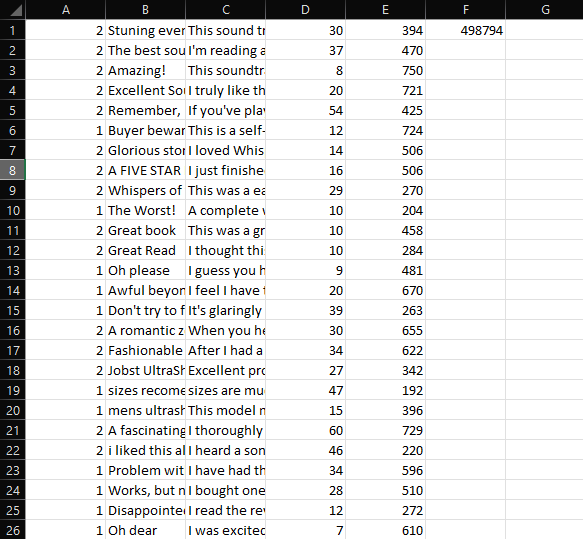 A B C D E F G
1 2 Stuning ever This sound tr 30 394 498794
2 2 The best sou I'm reading a 37 470
3 2 Amazing! This soundtr 8 750
4 2 Excellent Sou I truly like th 20 721
5 2 Remember, If you've play 54 425
6 1 Buyer bewar This is a self- 12 724
7 2 Glorious stor I loved Whis 14 506
8 2 A FIVE STAR I just finishe 16 506
9 2 Whispers of This was a ea 29 270
10 1 The Worst! A complete w 10 204
11 2 Great book This was a gr 10 458
12 2 Great Read I thought thi 10 284
13 1 Oh please I guess you h 9 481
14 1 Awful beyon I feel I have t 20 670
15 1 Don't try to f It's glaringly 39 263
16 2 A romantic z When you he 30 655
17 2 Fashionable After I had a 34 622
18 2 Jobst UltraSh Excellent pro 27 342
19 1 sizes recome sizes are mu 47 192
20 1 mens ultrash This model m 15 396
21 2 A fascinating I thoroughly 60 729
22 2 i liked this al I heard a son 46 220
23 1 Problem wit I have had th 34 596
24 1 Works, but n I bought one 28 510
25 1 Disappointe I read the rev 12 272
26 1 Oh dear I was excited 7 610